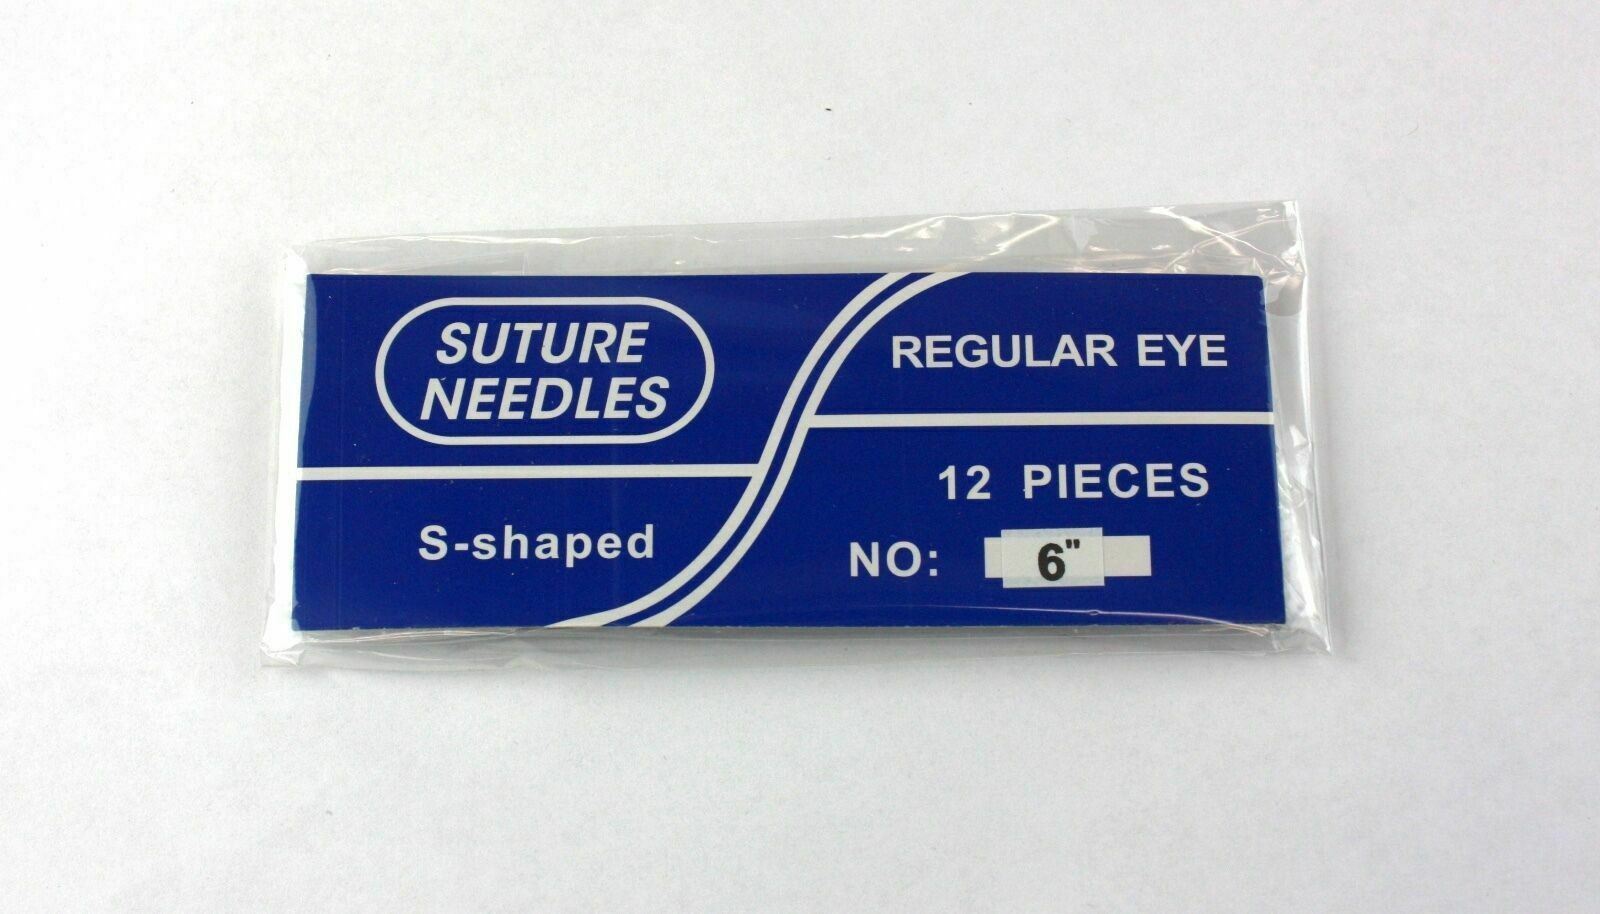 SUTURE
NEEDLES
S-shaped
REGULAR EYE
12 PIECES
NO: 6"